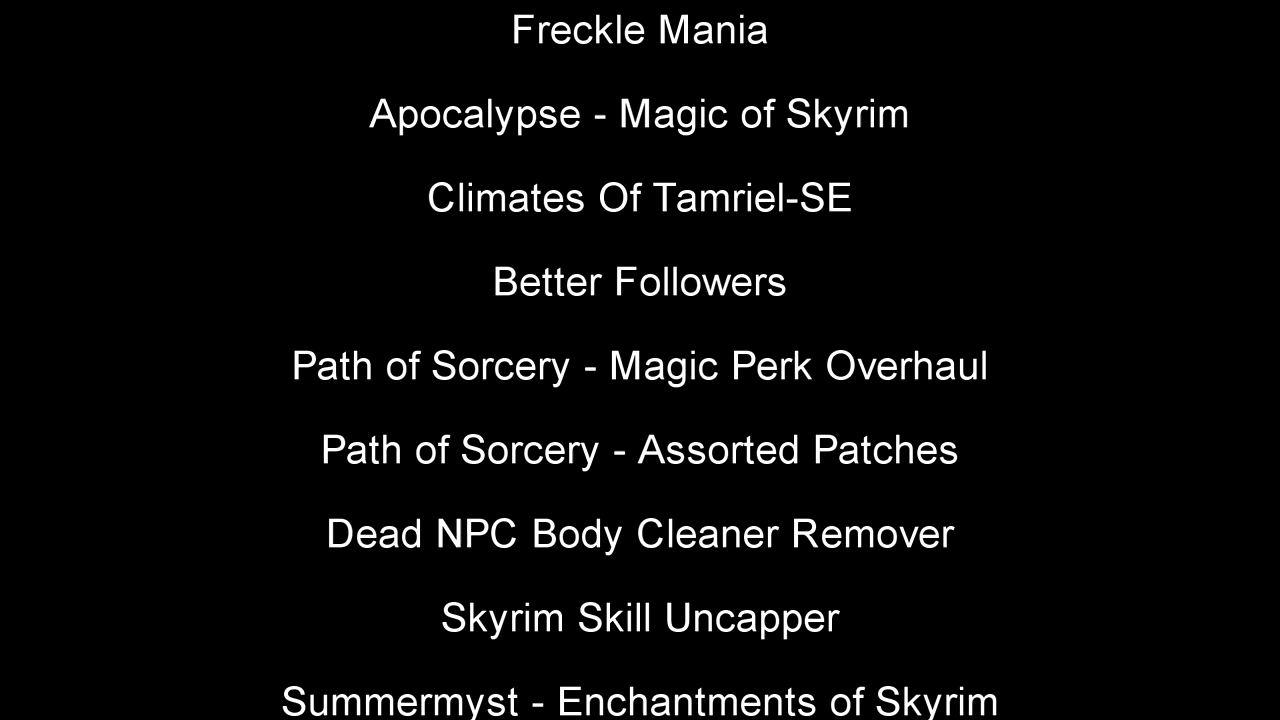 Freckle Mania
Apocalypse - Magic of Skyrim
Climates Of Tamriel-SE
Better Followers
Path of Sorcery - Magic Perk Overhaul
Path of Sorcery - Assorted Patches
Dead NPC Body Cleaner Remover
Skyrim Skill Uncapper
Summermyst - Enchantments of Skyrim